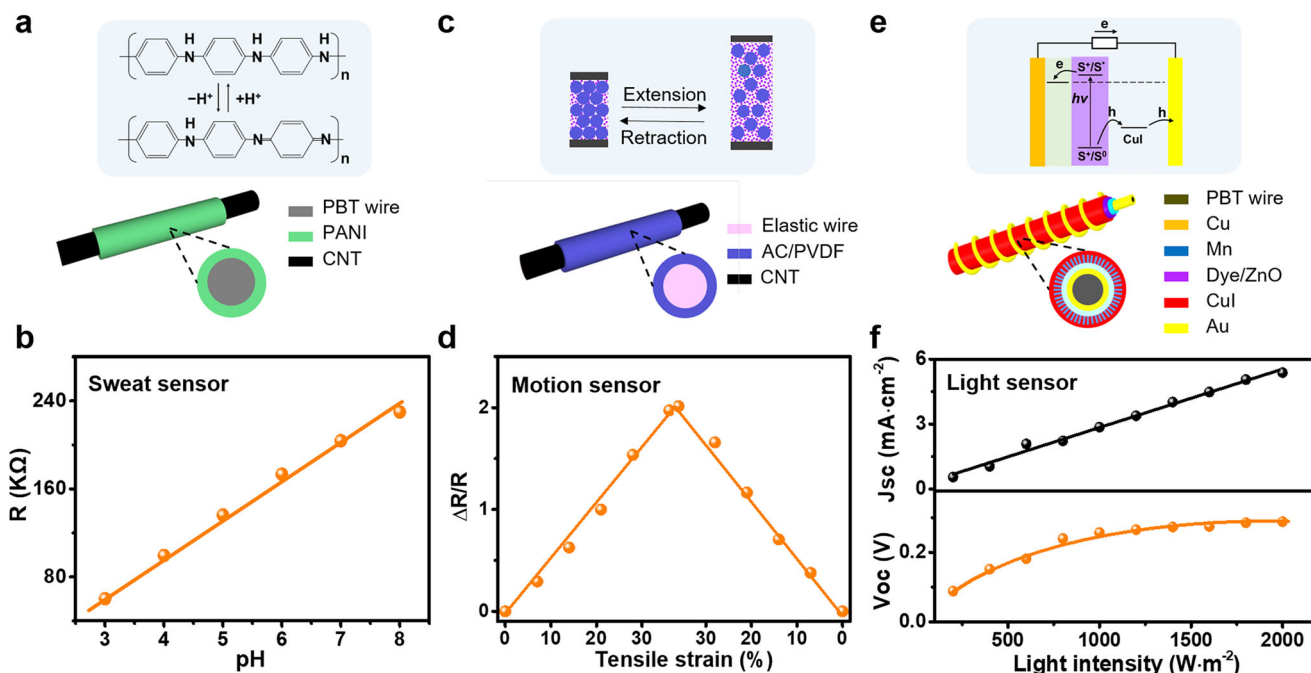 a
H H H
N N N
n
−H⁺ +H⁺
H
N N N
n
PBT wire
PANI
CNT
c
Extension
Retraction
Elastic wire
AC/PVDF
CNT
e
e
e
S⁺/S*
hv
h
h
CuI
S⁺/S⁰
PBT wire
Cu
Mn
Dye/ZnO
CuI
Au
b
Sweat sensor
R (KΩ)
240
160
80
3 4 5 6 7 8
pH
d
Motion sensor
ΔR/R
2
1
0
0 10 20 30 30 20 10 0
Tensile strain (%)
f
Light sensor
Jsc (mA·cm⁻²)
6
3
0
Voc (V)
0.2
0.0
500 1000 1500 2000
Light intensity (W·m⁻²)